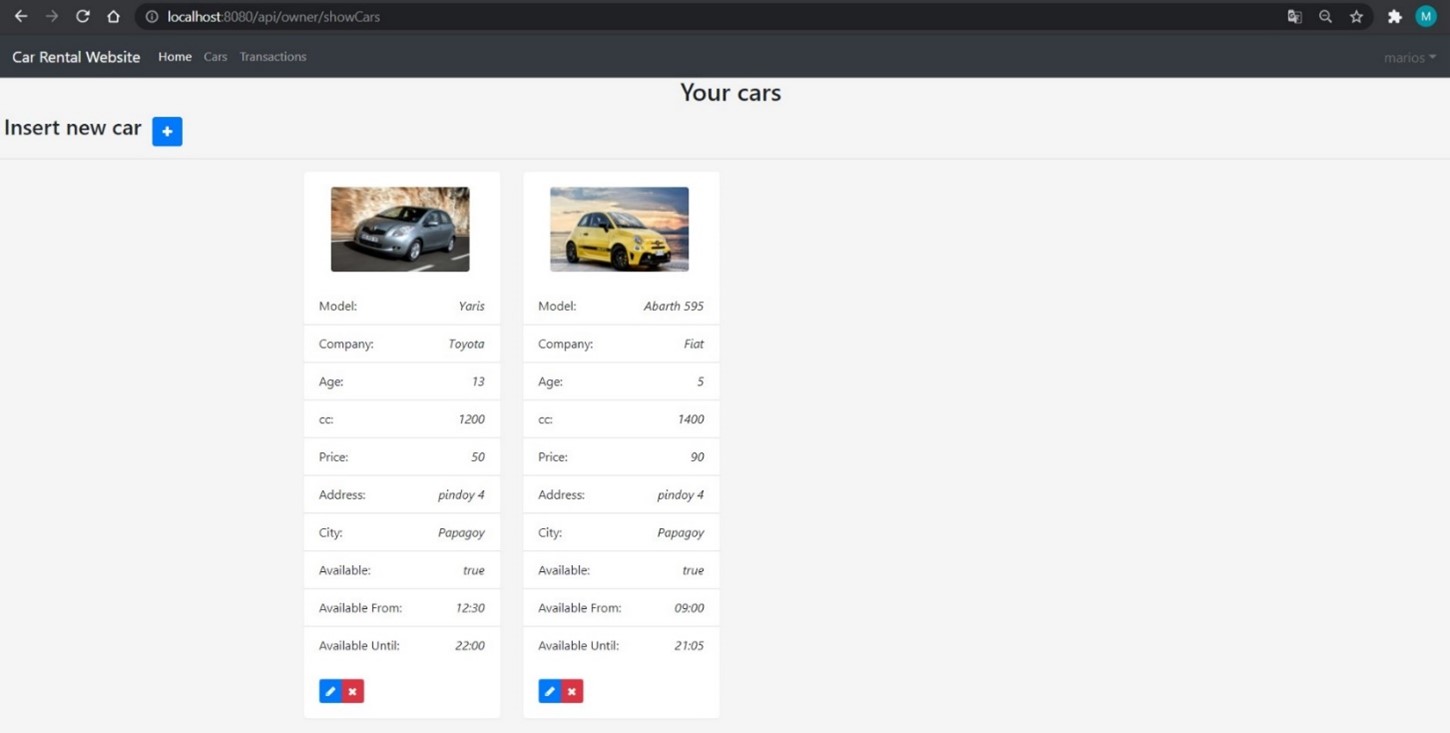 localhost:8080/api/owner/showCars
M
Car Rental Website Home Cars Transactions
marios
Your cars
Insert new car
Model: Yaris
Company: Toyota
Age: 13
cc: 1200
Price: 50
Address: pindoy 4
City: Papagoy
Available: true
Available From: 12:30
Available Until: 22:00
Model: Abarth 595
Company: Fiat
Age: 5
cc: 1400
Price: 90
Address: pindoy 4
City: Papagoy
Available: true
Available From: 09:00
Available Until: 21:05